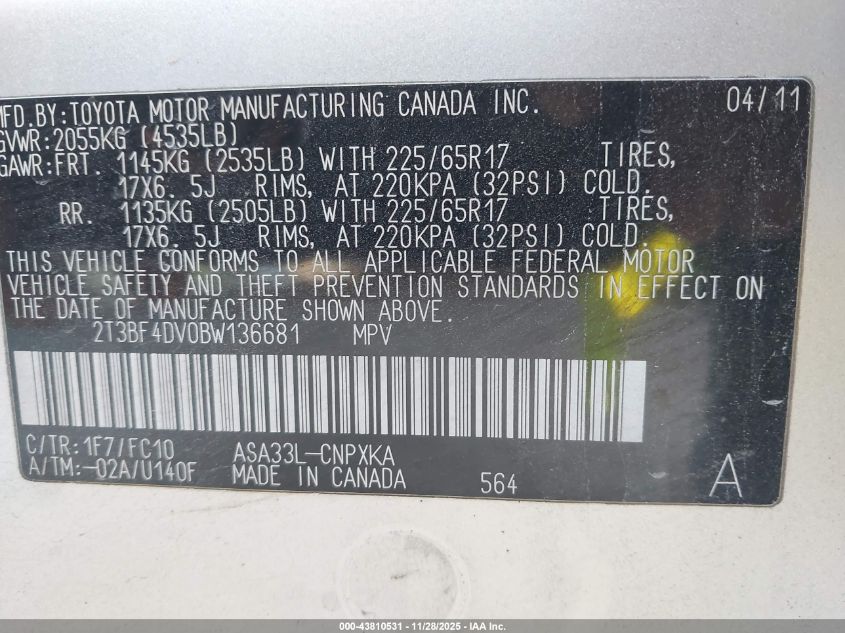 MFD.BY:TOYOTA MOTOR MANUFACTURING CANADA INC. 04/11
GVWR:2055KG (4535LB)
GAWR:FRT. 1145KG (2535LB) WITH 225/65R17 TIRES,
17X6.5J RIMS, AT 220KPA (32PSI) COLD.
RR. 1135KG (2505LB) WITH 225/65R17 TIRES,
17X6.5J RIMS, AT 220KPA (32PSI) COLD.
THIS VEHICLE CONFORMS TO ALL APPLICABLE FEDERAL MOTOR
VEHICLE SAFETY AND THEFT PREVENTION STANDARDS IN EFFECT ON
THE DATE OF MANUFACTURE SHOWN ABOVE.
2T3BF4DV0BW136681 MPV
C/TR:1F7/FC10 ASA33L-CNPXKA
A/TM:-02A/U140F MADE IN CANADA 564 A
000-43810531 - 11/28/2025 - IAA Inc.